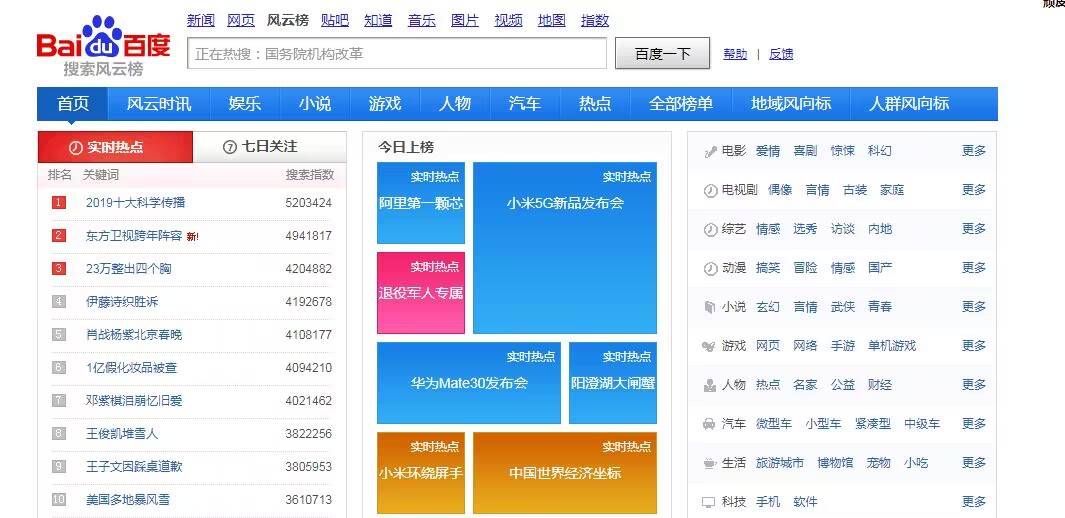 顽皮
Baidu百度
搜索风云榜
新闻 网页 风云榜 贴吧 知道 音乐 图片 视频 地图 指数
正在热搜：国务院机构改革 百度一下 帮助 | 反馈
首页 风云时讯 娱乐 小说 游戏 人物 汽车 热点 全部榜单 地域风向标 人群风向标
实时热点 7 七日关注
排名 关键词 搜索指数
1 2019十大科学传播 5203424
2 东方卫视跨年阵容 新! 4941817
3 23万整出四个胸 4204882
4 伊藤诗织胜诉 4192678
5 肖战杨紫北京春晚 4108177
6 1亿假化妆品被查 4094210
7 邓紫棋泪崩忆旧爱 4021462
8 王俊凯堆雪人 3822256
9 王子文因踩桌道歉 3805953
10 美国多地暴风雪 3610713
今日上榜
实时热点
阿里第一颗芯
实时热点
小米5G新品发布会
实时热点
退役军人专属
实时热点
华为Mate30发布会
实时热点
阳澄湖大闸蟹
实时热点
小米环绕屏手
实时热点
中国世界经济坐标
电影 爱情 喜剧 惊悚 科幻 更多
电视剧 偶像 言情 古装 家庭 更多
综艺 情感 选秀 访谈 内地 更多
动漫 搞笑 冒险 情感 国产 更多
小说 玄幻 言情 武侠 青春 更多
游戏 网页 网络 手游 单机游戏 更多
人物 热点 名家 公益 财经 更多
汽车 微型车 小型车 紧凑型 中级车 更多
生活 旅游城市 博物馆 宠物 小吃 更多
科技 手机 软件 更多